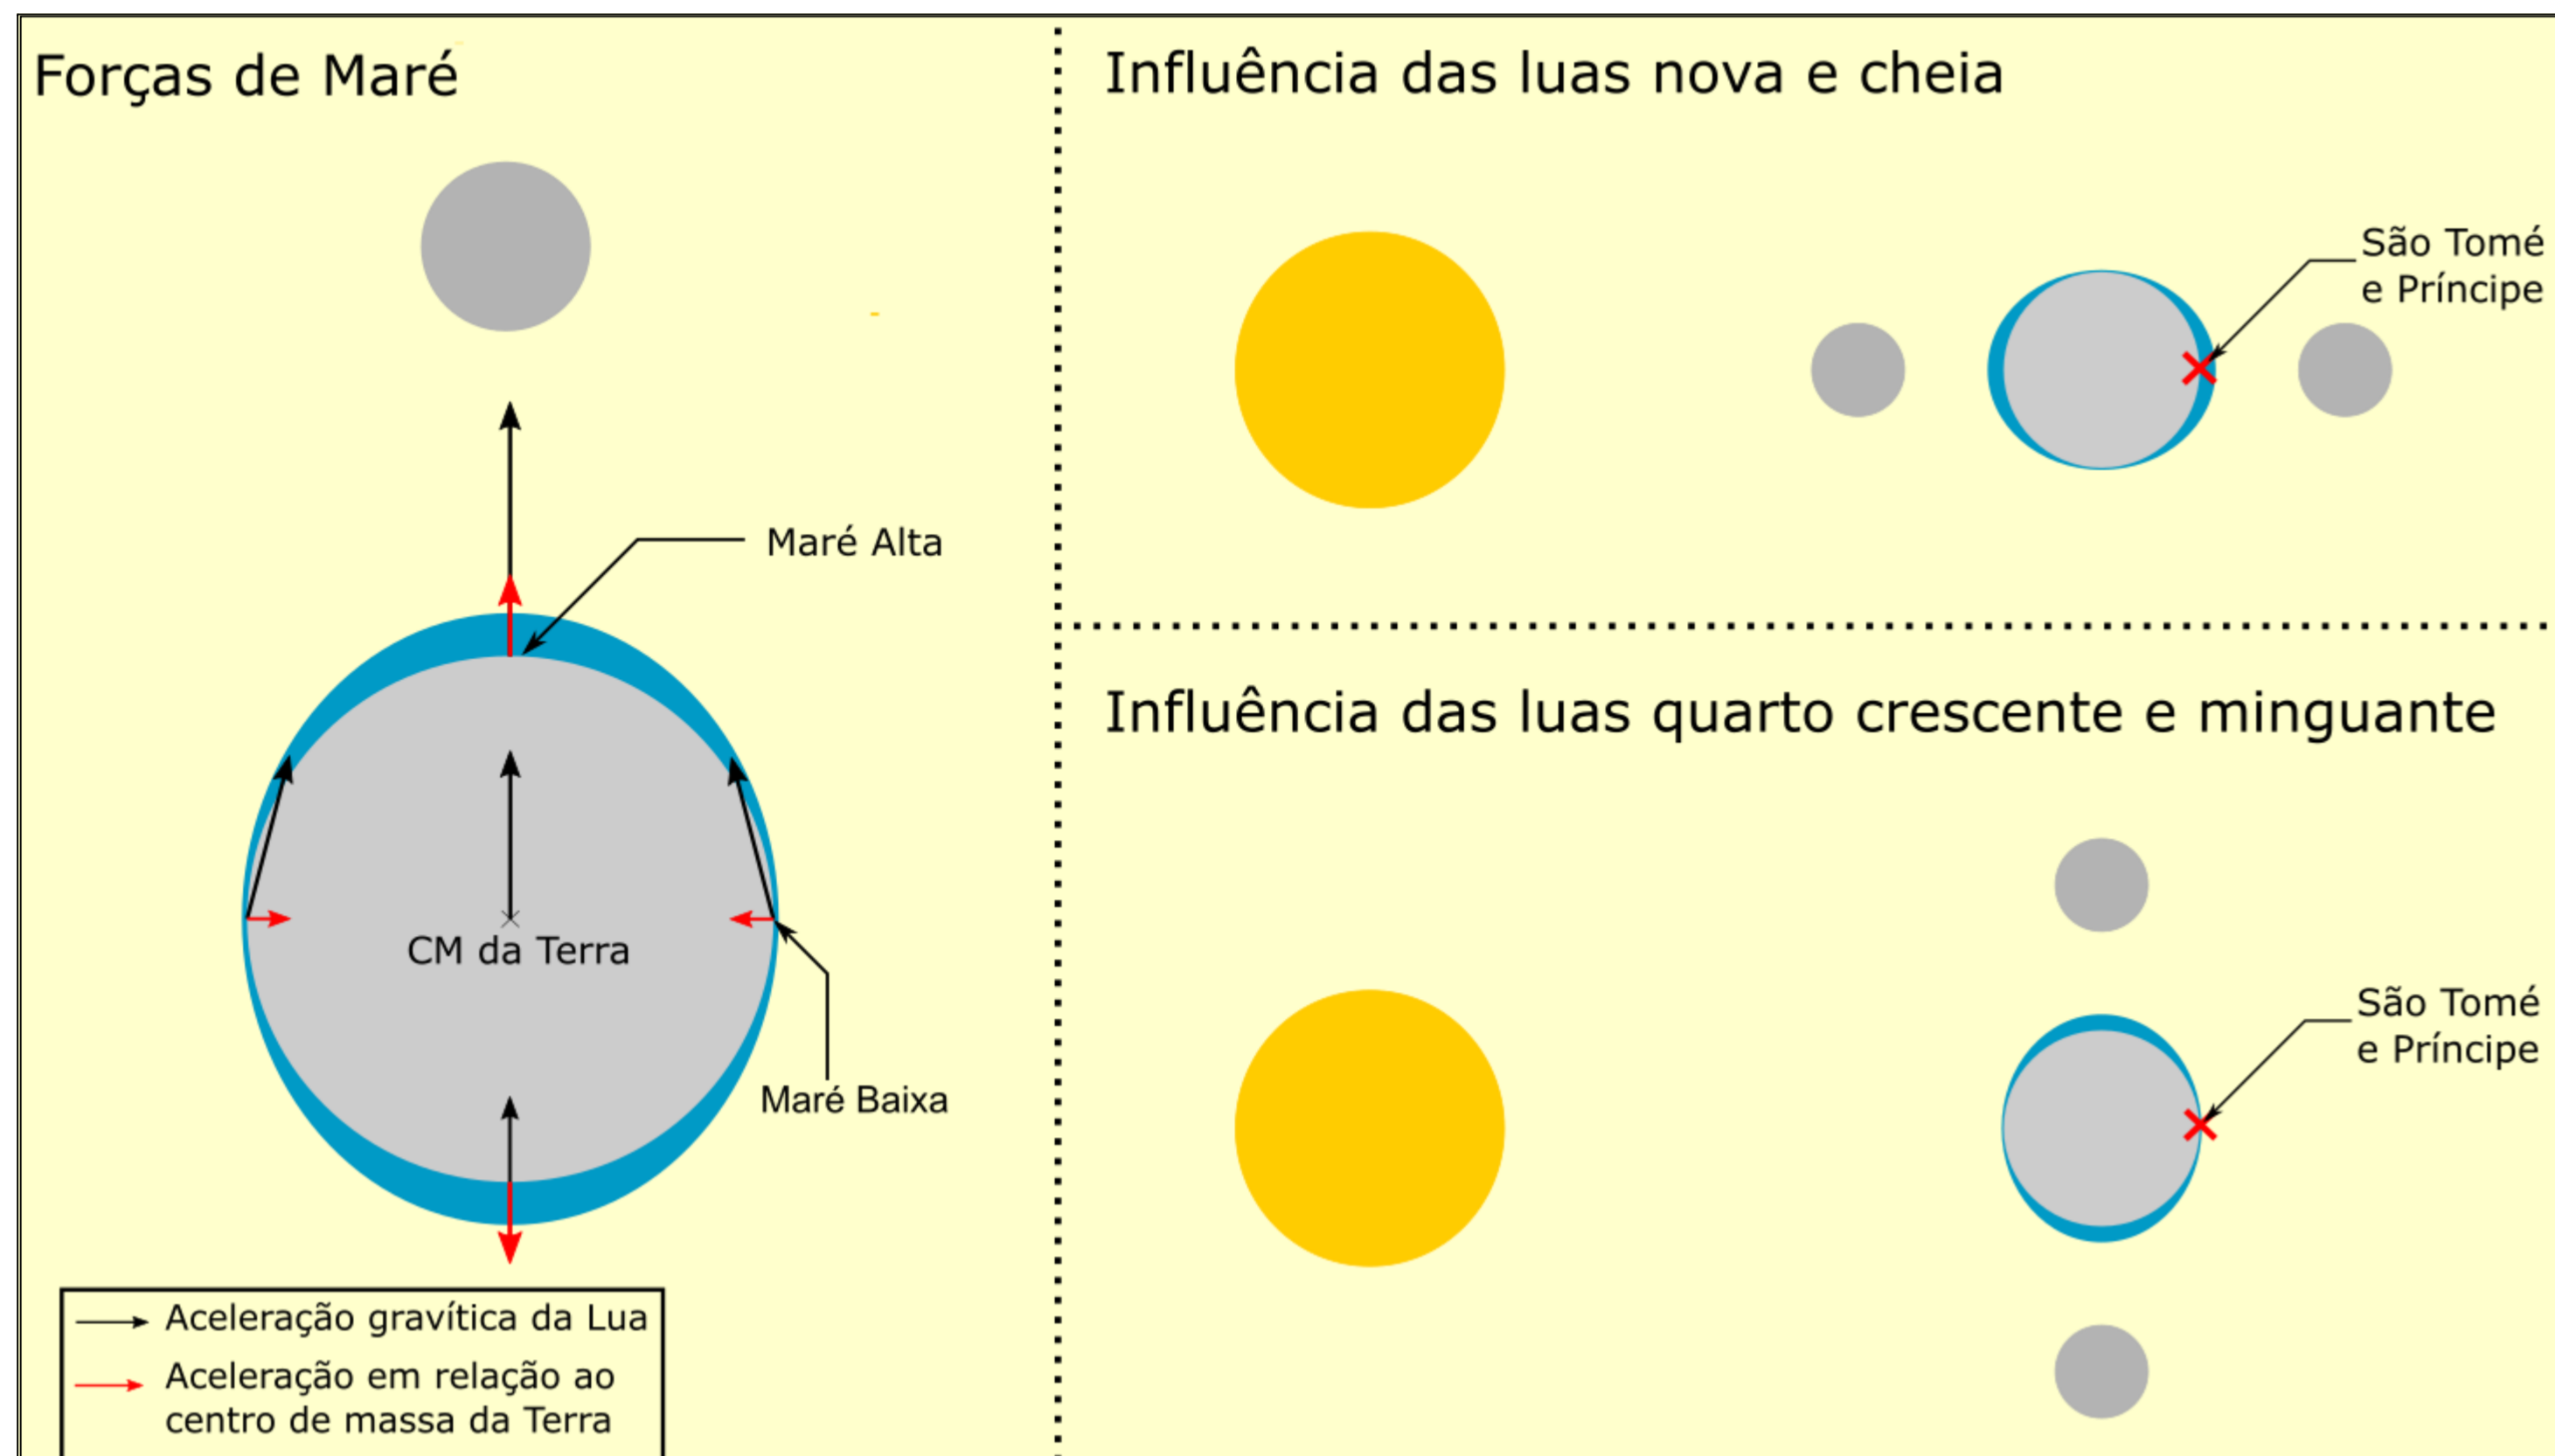 Forças de Maré
Maré Alta
CM da Terra
Maré Baixa
Aceleração gravítica da Lua
Aceleração em relação ao
centro de massa da Terra
Influência das luas nova e cheia
São Tomé
e Príncipe
Influência das luas quarto crescente e minguante
São Tomé
e Príncipe